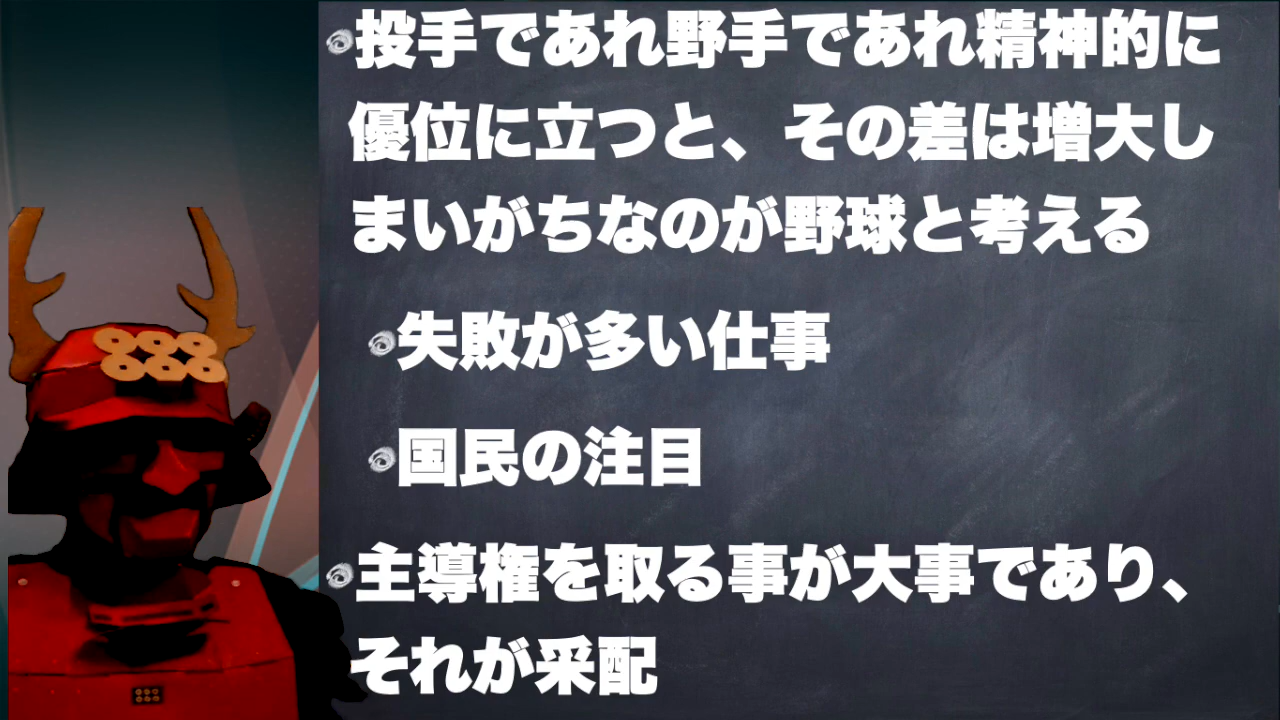 投手であれ野手であれ精神的に
優位に立つと、その差は増大し
まいがちなのが野球と考える
失敗が多い仕事
国民の注目
主導権を取る事が大事であり、
それが采配